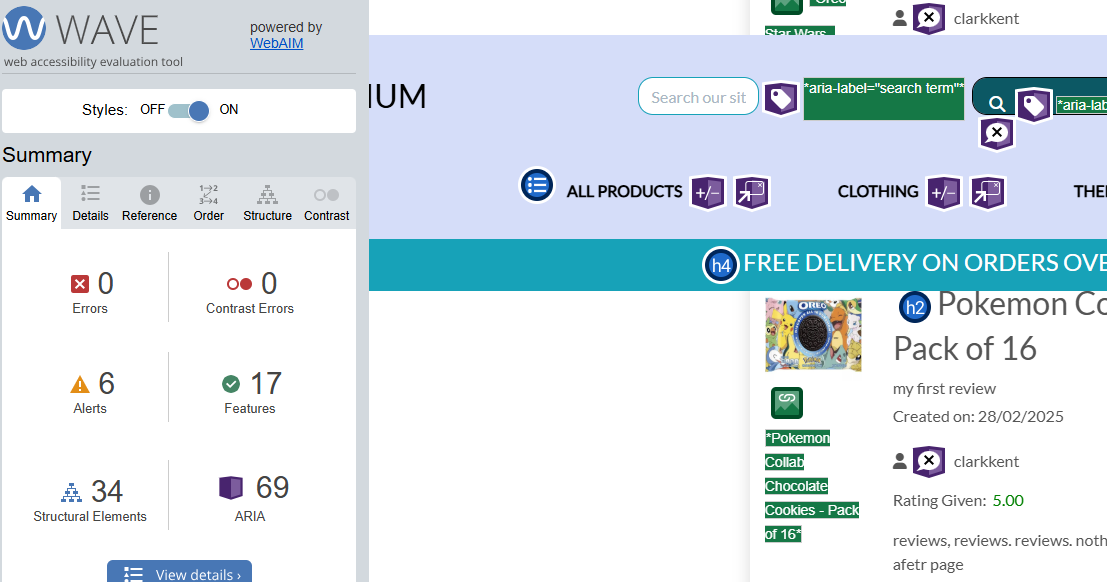 WAVE
powered by
WebAIM
web accessibility evaluation tool
Styles: OFF ON
Summary
Summary Details Reference Order Structure Contrast
0 Errors
0 Contrast Errors
6 Alerts
17 Features
34 Structural Elements
69 ARIA
View details ›
Star Wars
clarkkent
IUM
Search our sit
*aria-label="search term"*
*aria-lab
ALL PRODUCTS +/-
CLOTHING +/-
THE
h4 FREE DELIVERY ON ORDERS OVE
OREO
h2 Pokemon Co
Pack of 16
my first review
Created on: 28/02/2025
*Pokemon
Collab
Chocolate
Cookies - Pack
of 16*
clarkkent
Rating Given: 5.00
reviews, reviews. reviews. noth
afetr page